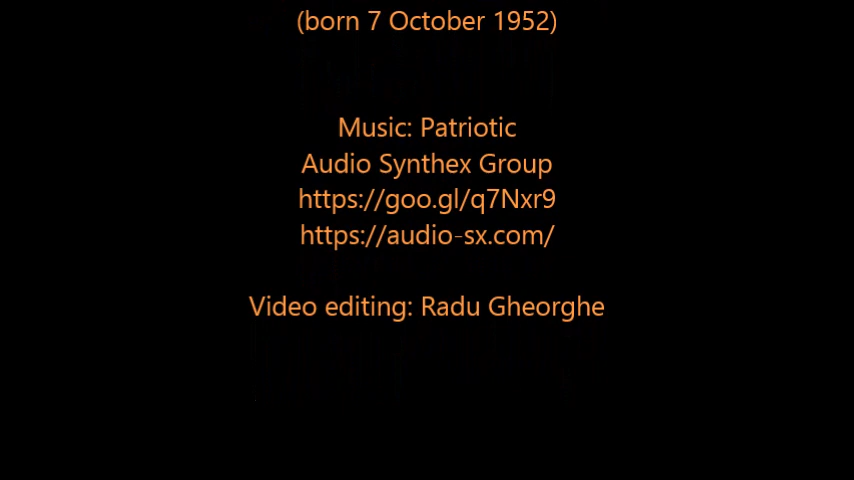 (born 7 October 1952)
Music: Patriotic
Audio Synthex Group
https://goo.gl/q7Nxr9
https://audio-sx.com/
Video editing: Radu Gheorghe